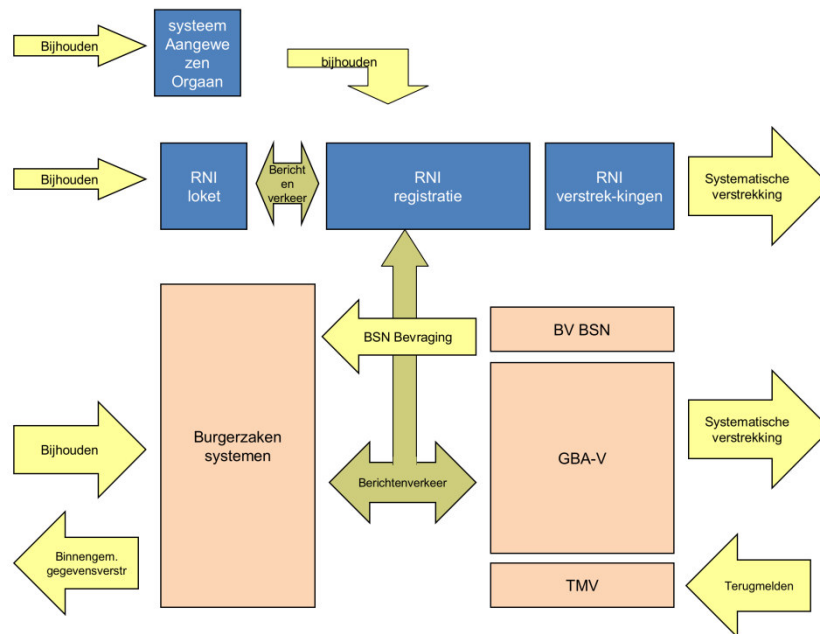 systeem
Aangewe
zen
Orgaan
Bijhouden
bijhouden
Bijhouden
RNI
loket
Bericht
en
verkeer
RNI
registratie
RNI
verstrek-kingen
Systematische
verstrekking
BSN Bevraging
BV BSN
Bijhouden
Burgerzaken
systemen
Berichtenverkeer
GBA-V
Systematische
verstrekking
Binnengem.
gegevensverstr
TMV
Terugmelden